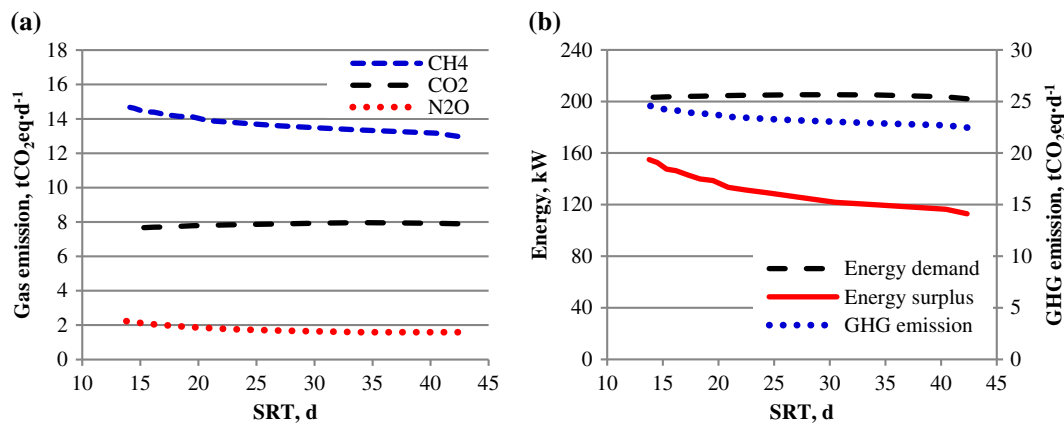 (a)
Gas emission, tCO₂eq·d⁻¹
18
16
14
12
10
8
6
4
2
0
CH4
CO2
N2O
10 15 20 25 30 35 40 45
SRT, d
(b)
Energy, kW
240
200
160
120
80
40
0
Energy demand
Energy surplus
GHG emission
10 15 20 25 30 35 40 45
SRT, d
30
25
20
15
10
5
0
GHG emission, tCO₂eq·d⁻¹